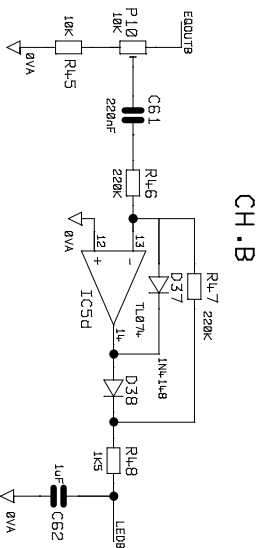 CH.B
EQOUTB
P10
10K
10K
R45
0VA
C61
220nF
R46
220K
R47
220K
D37
1N4148
13
12
0VA
-
+
TL074
IC5d
14
D38
R48
1K5
1uF
C62
0VA
LEDB